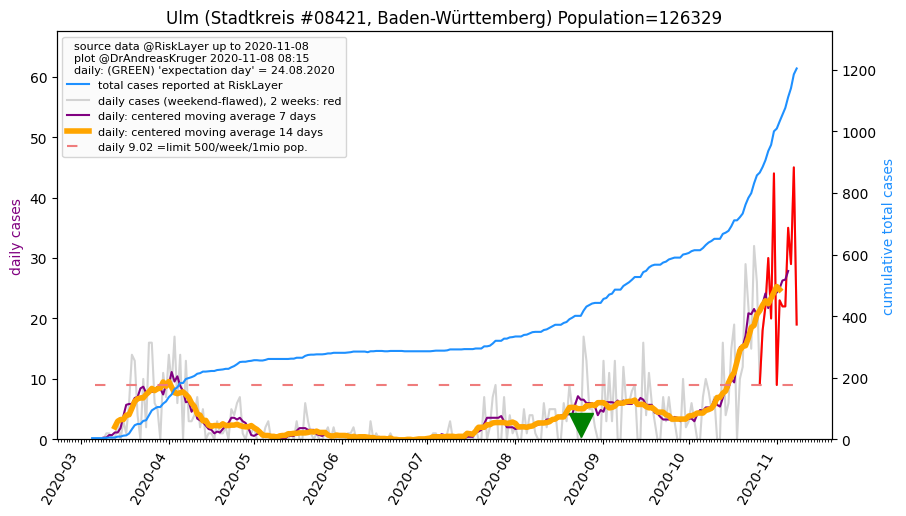 Ulm (Stadtkreis #08421, Baden-Württemberg) Population=126329
source data @RiskLayer up to 2020-11-08
plot @DrAndreasKruger 2020-11-08 08:15
daily: (GREEN) 'expectation day' = 24.08.2020
total cases reported at RiskLayer
daily cases (weekend-flawed), 2 weeks: red
daily: centered moving average 7 days
daily: centered moving average 14 days
daily 9.02 =limit 500/week/1mio pop.
daily cases
60
50
40
30
20
10
0
1200
1000
800
600
400
200
0
cumulative total cases
2020-03
2020-04
2020-05
2020-06
2020-07
2020-08
2020-09
2020-10
2020-11